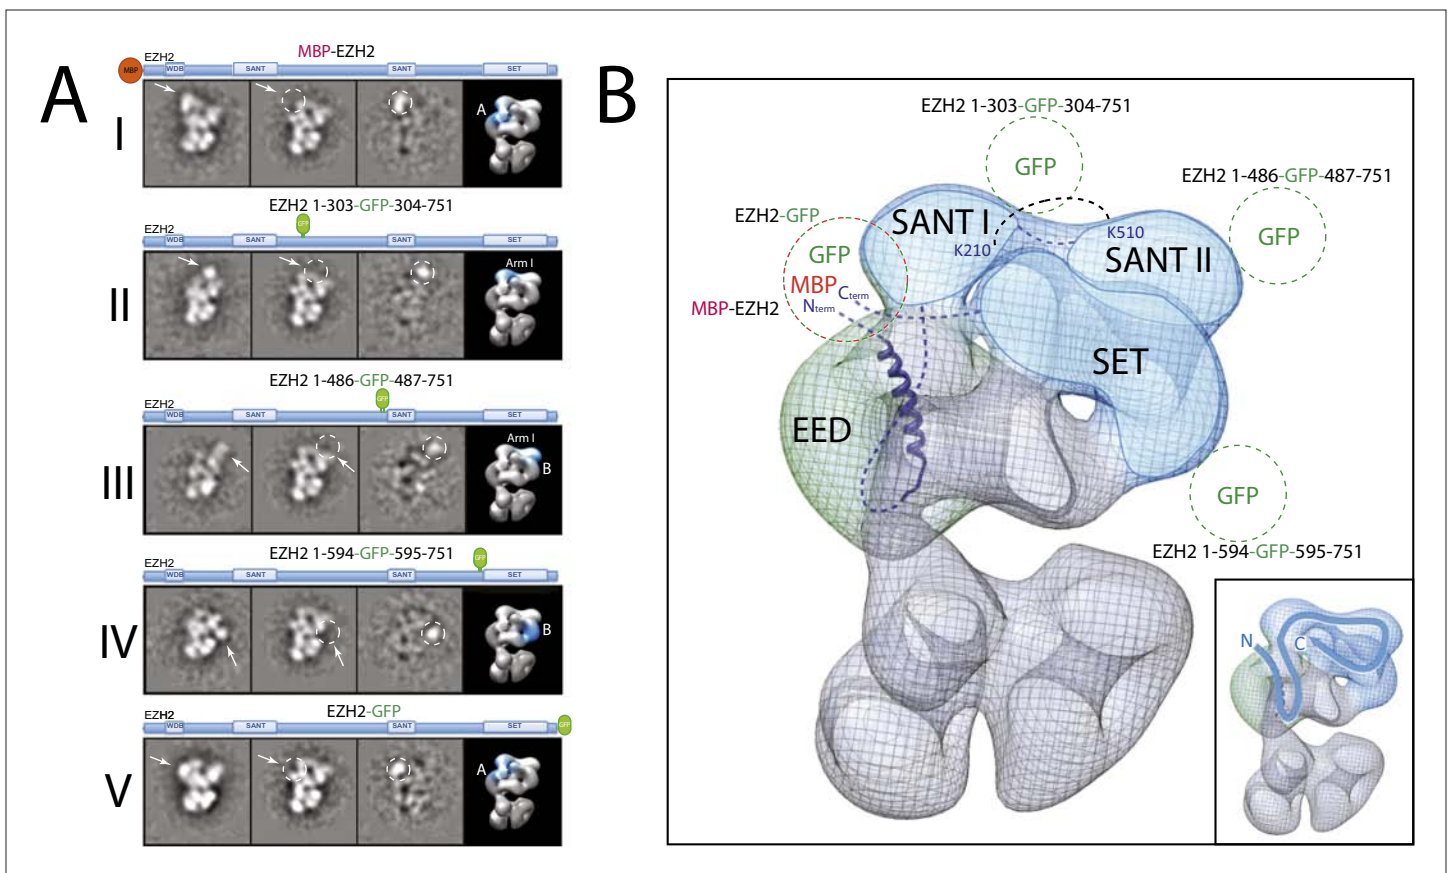 A
MBP-EZH2
EZH2
MBP
WDB
SANT
SANT
SET
I
A
EZH2 1-303-GFP-304-751
GFP
EZH2
WDB
SANT
SANT
SET
II
Arm I
EZH2 1-486-GFP-487-751
GFP
EZH2
WDB
SANT
SANT
SET
III
Arm I
B
EZH2 1-594-GFP-595-751
GFP
EZH2
WDB
SANT
SANT
SET
IV
B
EZH2-GFP
EZH2
WDB
SANT
SANT
SET
GFP
V
A
B
EZH2 1-303-GFP-304-751
GFP
EZH2 1-486-GFP-487-751
GFP
EZH2-GFP
GFP
MBP
MBP-EZH2
Nterm
Cterm
SANT I
K210
K510
SANT II
SET
EED
GFP
EZH2 1-594-GFP-595-751
N
C